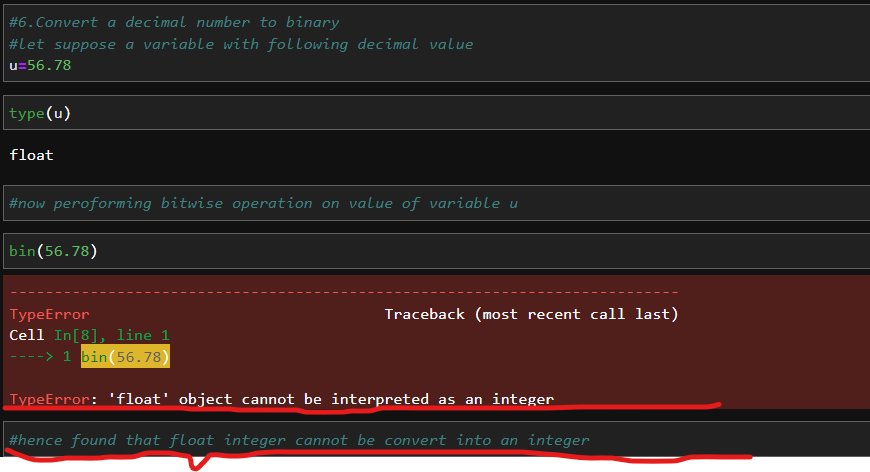 #6.Convert a decimal number to binary
#let suppose a variable with following decimal value
u=56.78
type(u)
float
#now peroforming bitwise operation on value of variable u
bin(56.78)
---------------------------------------------------------------------------
TypeError                                 Traceback (most recent call last)
Cell In[8], line 1
----> 1 bin(56.78)
TypeError: 'float' object cannot be interpreted as an integer
#hence found that float integer cannot be convert into an integer